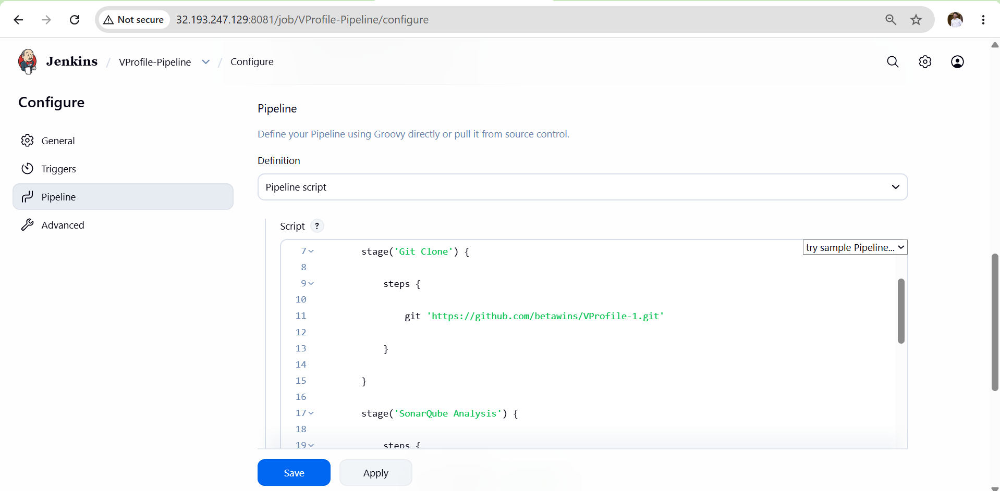 Not secure 32.193.247.129:8081/job/VProfile-Pipeline/configure
Jenkins / VProfile-Pipeline / Configure
Configure
General
Triggers
Pipeline
Advanced
Pipeline
Define your Pipeline using Groovy directly or pull it from source control.
Definition
Pipeline script
Script ?
try sample Pipeline...
7 stage('Git Clone') {
8
9 steps {
10
11 git 'https://github.com/betawins/VProfile-1.git'
12
13 }
14
15 }
16
17 stage('SonarQube Analysis') {
18
19 steps {
Save Apply